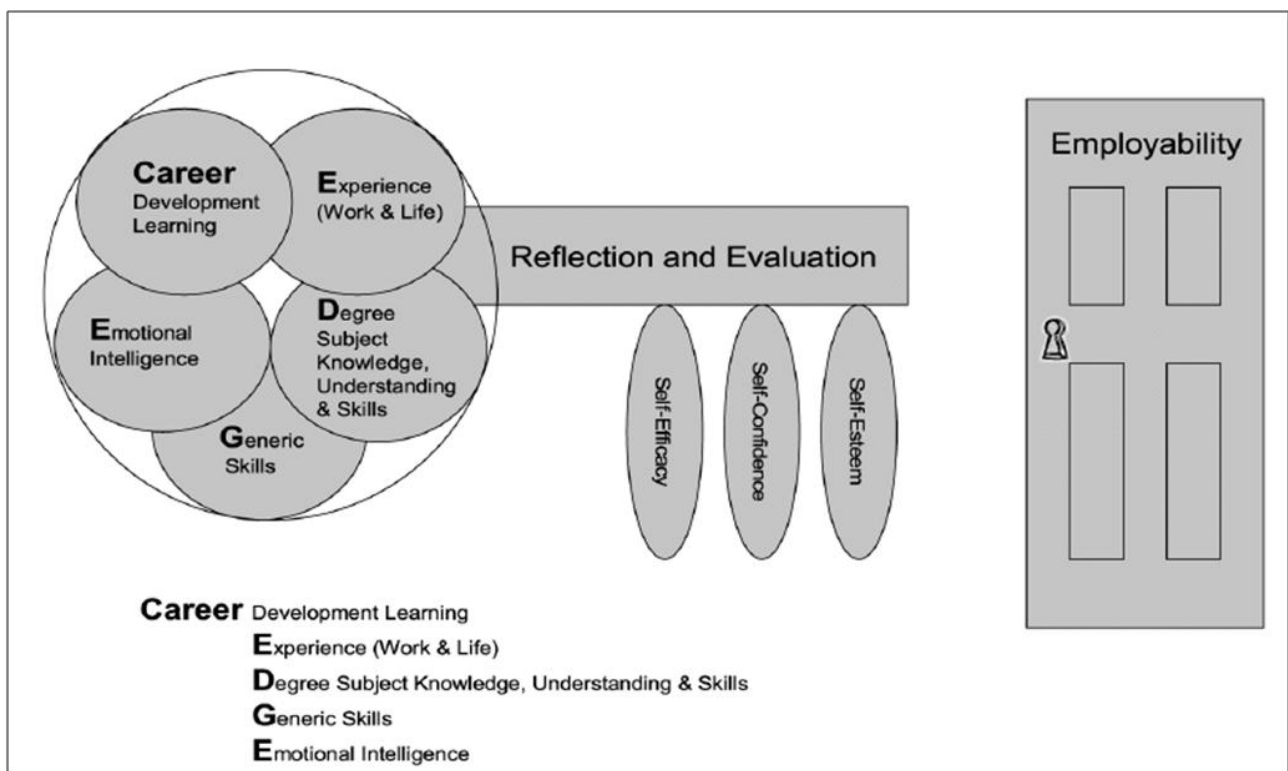 Career
Development
Learning
Experience
(Work & Life)
Emotional
Intelligence
Degree
Subject
Knowledge,
Understanding
& Skills
Generic
Skills
Reflection and Evaluation
Self-Efficacy
Self-Confidence
Self-Esteem
Employability
Career Development Learning
Experience (Work & Life)
Degree Subject Knowledge, Understanding & Skills
Generic Skills
Emotional Intelligence